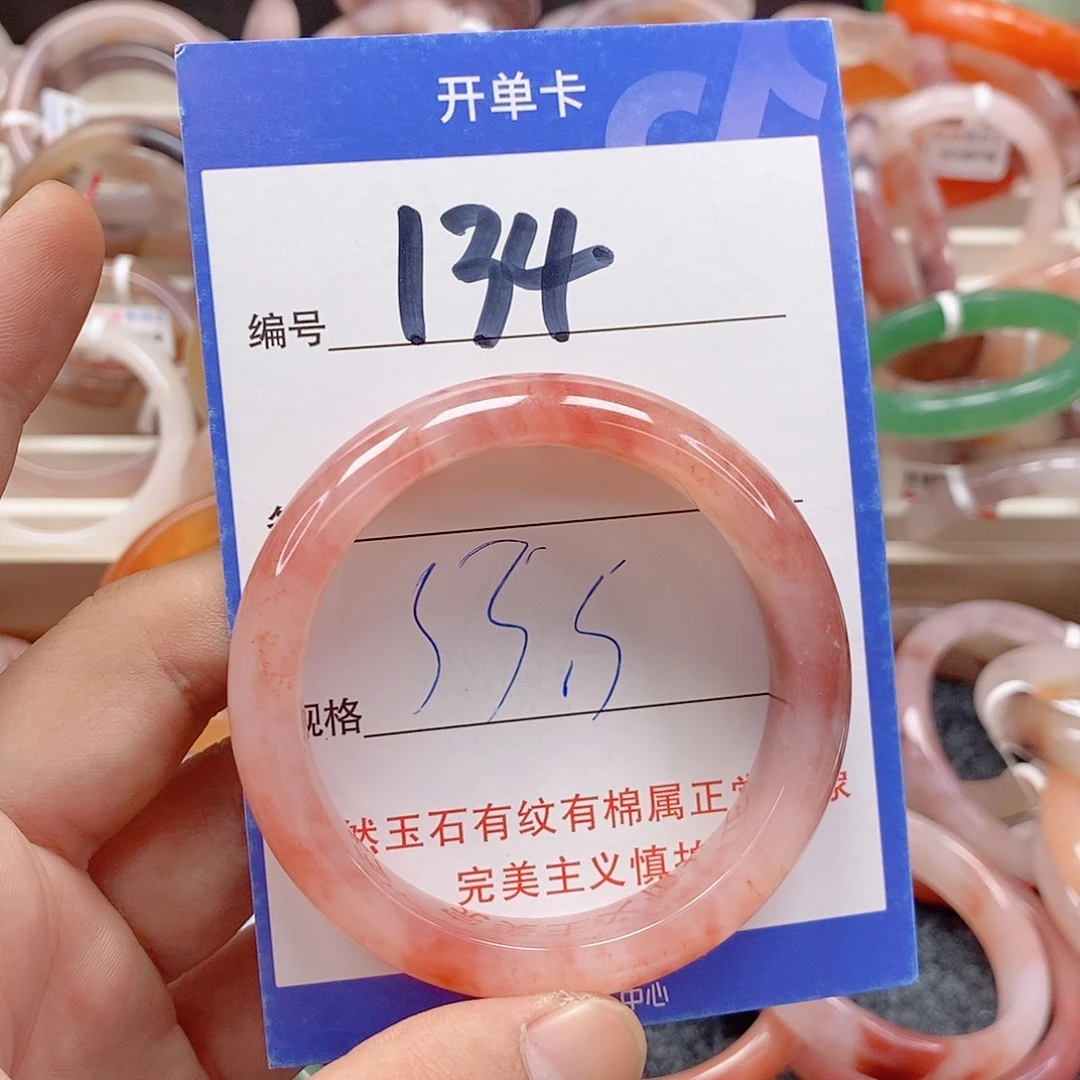 开单卡
编号 134
规格 55.5
然玉石有纹有棉属正常
完美主义慎拍
中心